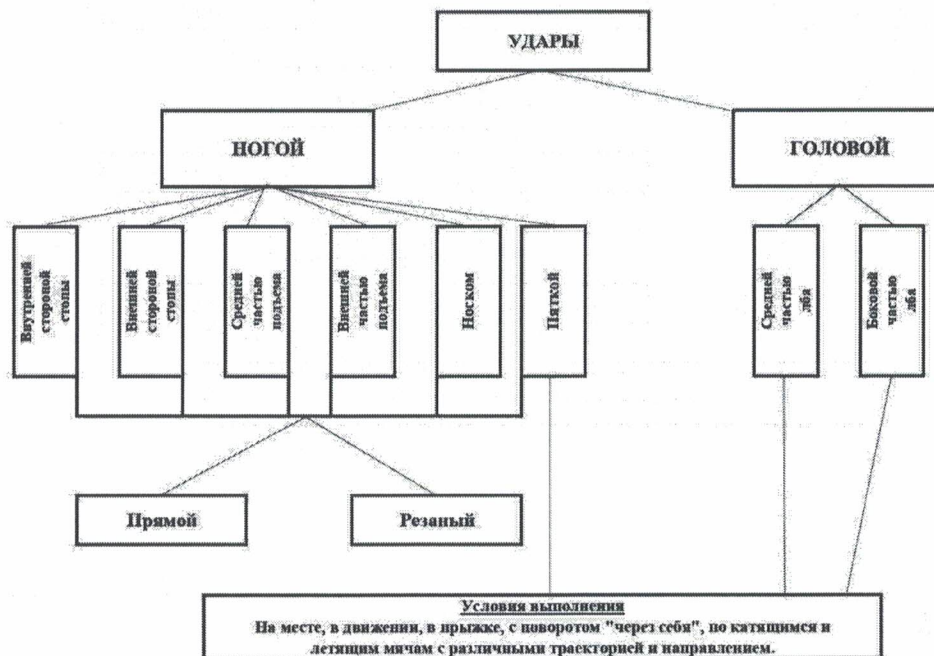 УДАРЫ
НОГОЙ
ГОЛОВОЙ
Внутренней
стороной
стопы
Внешней
стороной
стопы
Средней
частью
подъема
Внешней
частью
подъема
Носком
Пяткой
Средней
частью
лба
Боковой
частью
лба
Прямой
Резаный
Условия выполнения
На месте, в движении, в прыжке, с поворотом "через себя", по катящимся и
летящим мячам с различными траекторией и направлением.